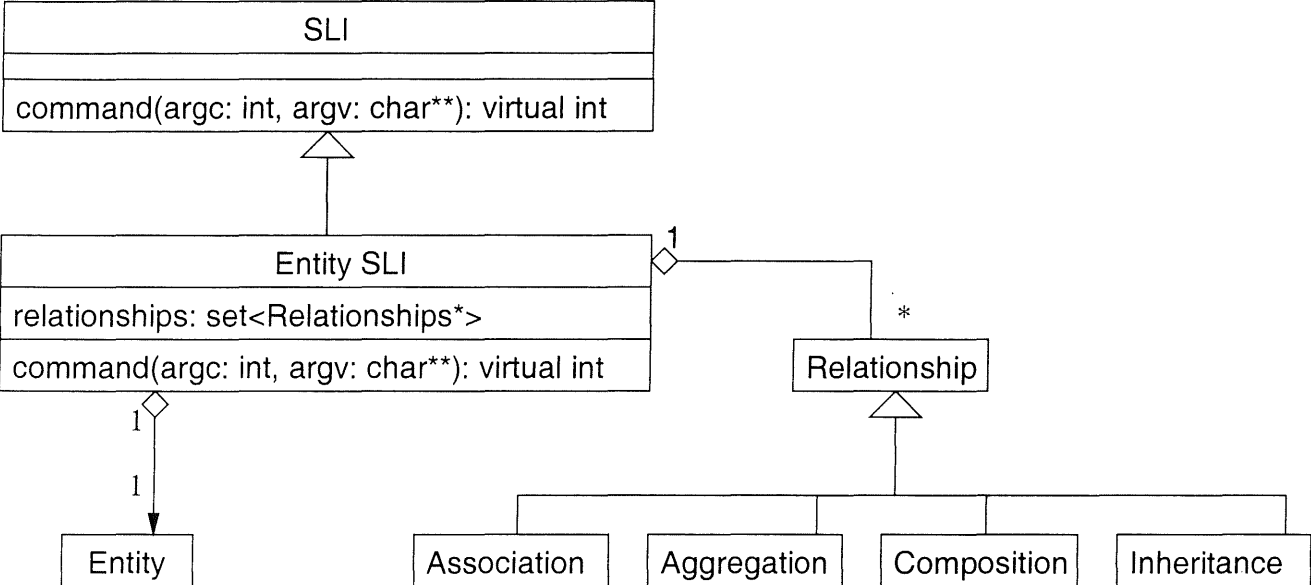 SLI
command(argc: int, argv: char**): virtual int
1
Entity SLI
relationships: set<Relationships*>
*
command(argc: int, argv: char**): virtual int
Relationship
1
1
Entity
Association
Aggregation
Composition
Inheritance